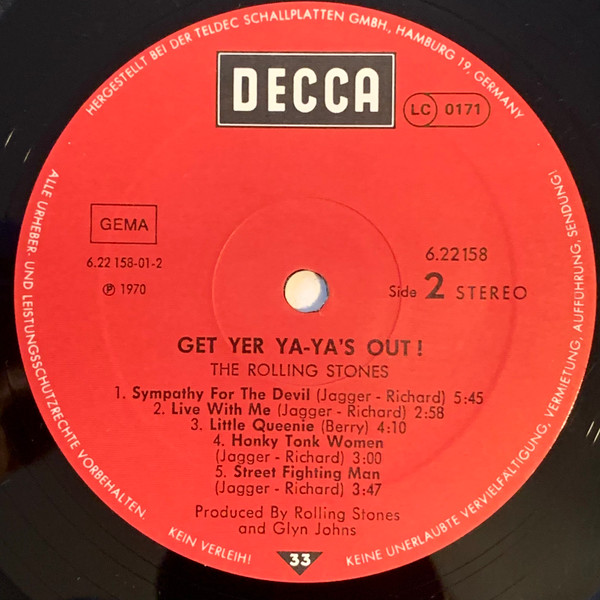 HERGESTELLT BEI DER TELDEC SCHALLPLATTEN GMBH., HAMBURG 19, GERMANY
DECCA
LC 0171
GEMA
6.22 158-01-2
Ⓟ 1970
6.22158
Side 2 STEREO
GET YER YA-YA'S OUT!
THE ROLLING STONES
1. Sympathy For The Devil (Jagger - Richard) 5:45
2. Live With Me (Jagger - Richard) 2:58
3. Little Queenie (Berry) 4:10
4. Honky Tonk Women
(Jagger - Richard) 3:00
5. Street Fighting Man
(Jagger - Richard) 3:47
Produced By Rolling Stones
and Glyn Johns
33
ALLE URHEBER- UND LEISTUNGSSCHUTZRECHTE VORBEHALTEN.
KEIN VERLEIH!
KEINE UNERLAUBTE VERVIELFÄLTIGUNG, VERMIETUNG, AUFFÜHRUNG, SENDUNG!